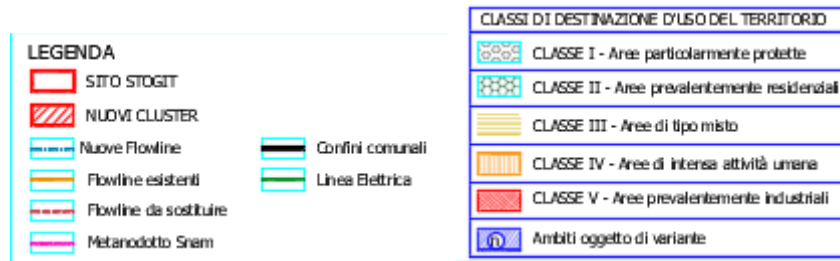 LEGENDA
SITO STOGIT
NUOVI CLUSTER
Nuove Flowline
Flowline esistenti
Flowline da sostituire
Metanodotto Snam
Confini comunali
Linea Elettrica
CLASSI DI DESTINAZIONE D'USO DEL TERRITORIO
CLASSE I - Aree particolarmente protette
CLASSE II - Aree prevalentemente residenziali
CLASSE III - Aree di tipo misto
CLASSE IV - Aree di intensa attività umana
CLASSE V - Aree prevalentemente industriali
n Ambiti oggetto di variante